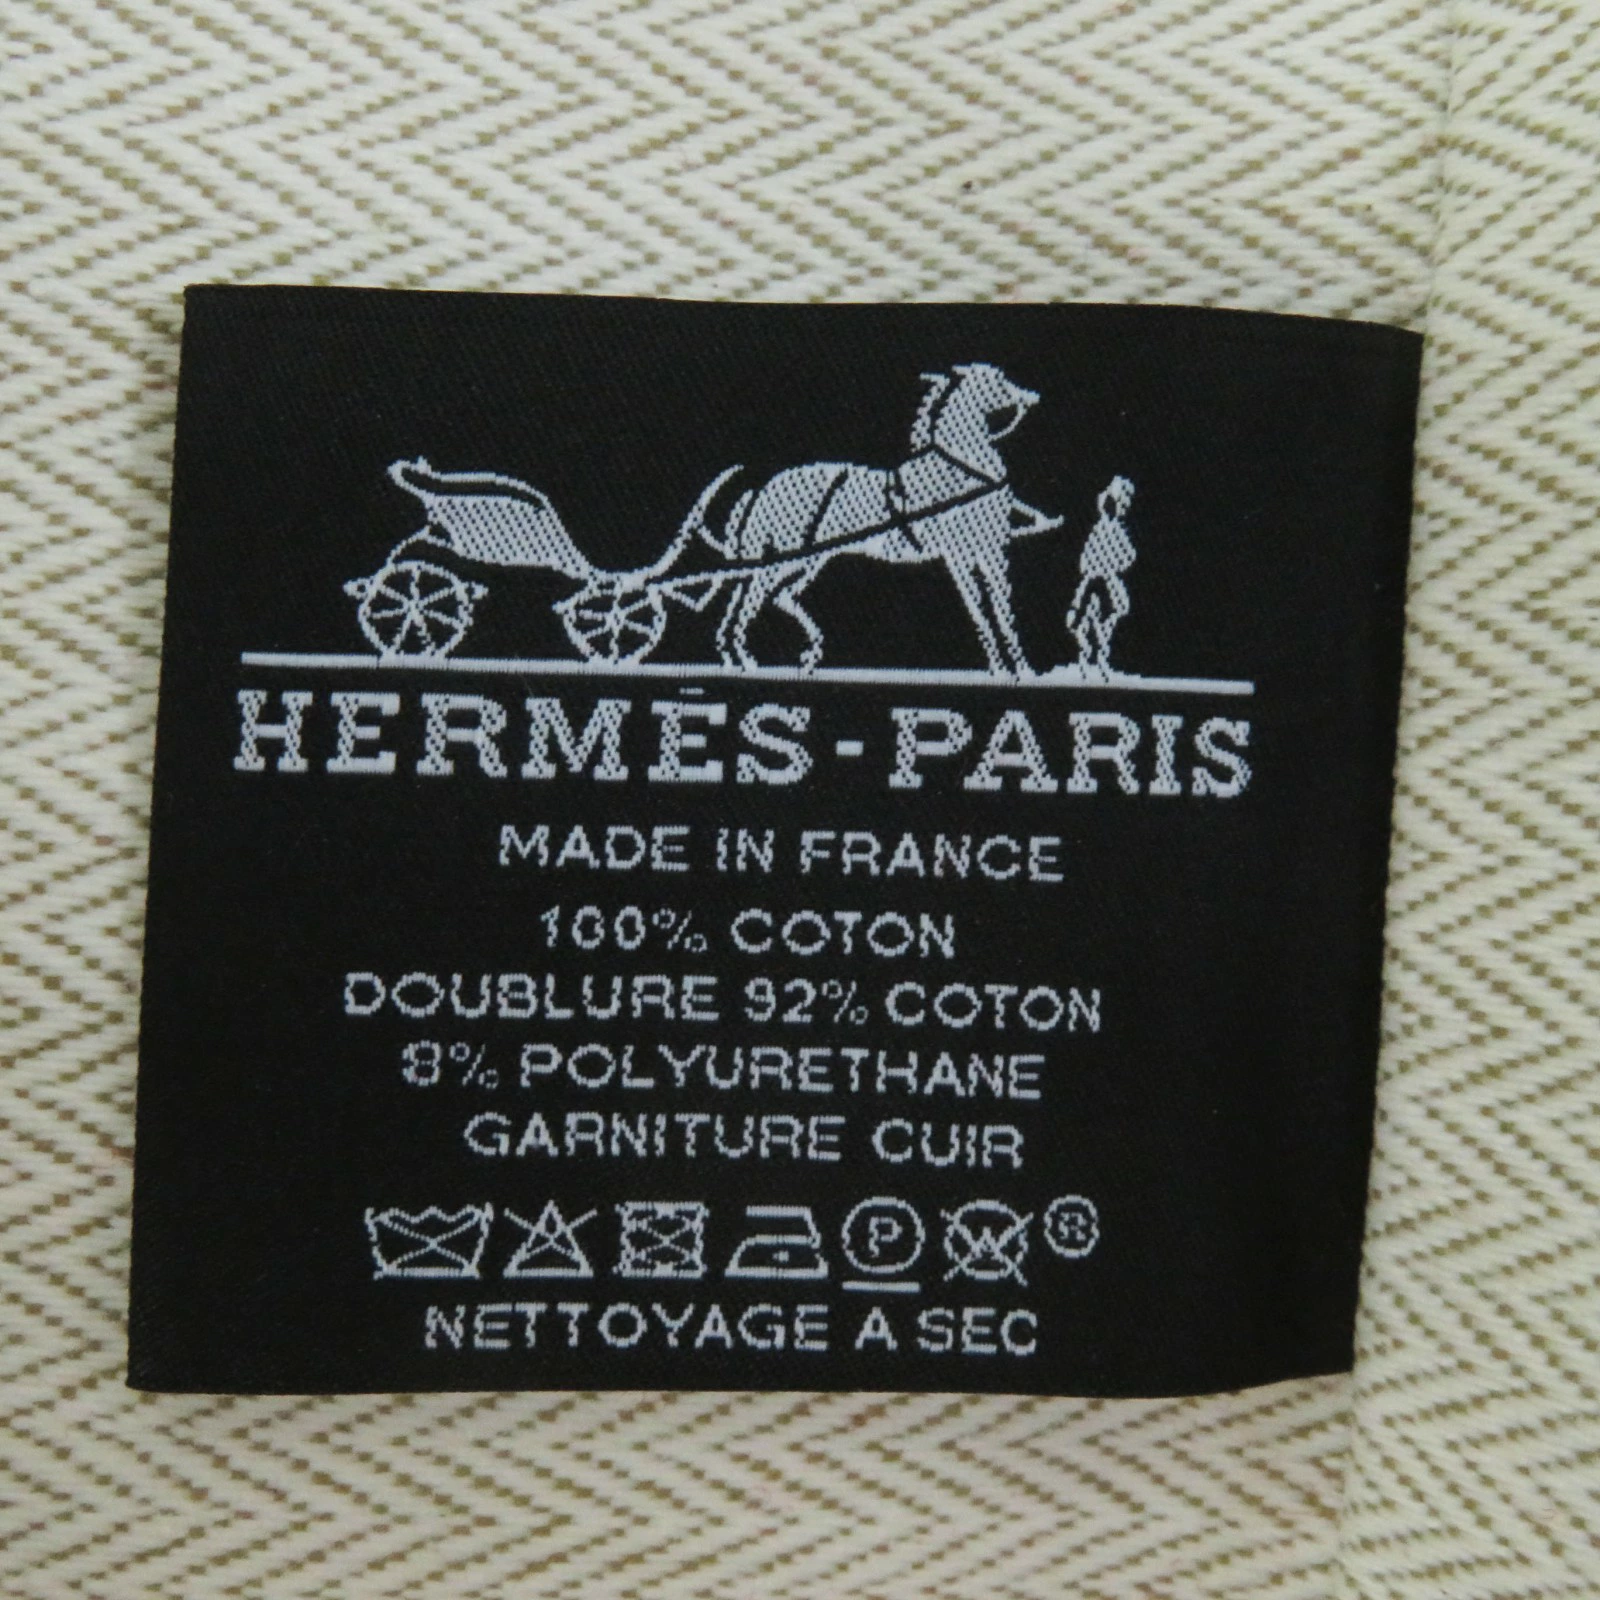 HERMÈS-PARIS
MADE IN FRANCE
100% COTON
DOUBLURE 92% COTON
8% POLYURETHANE
GARNITURE CUIR
P W ®
NETTOYAGE A SEC